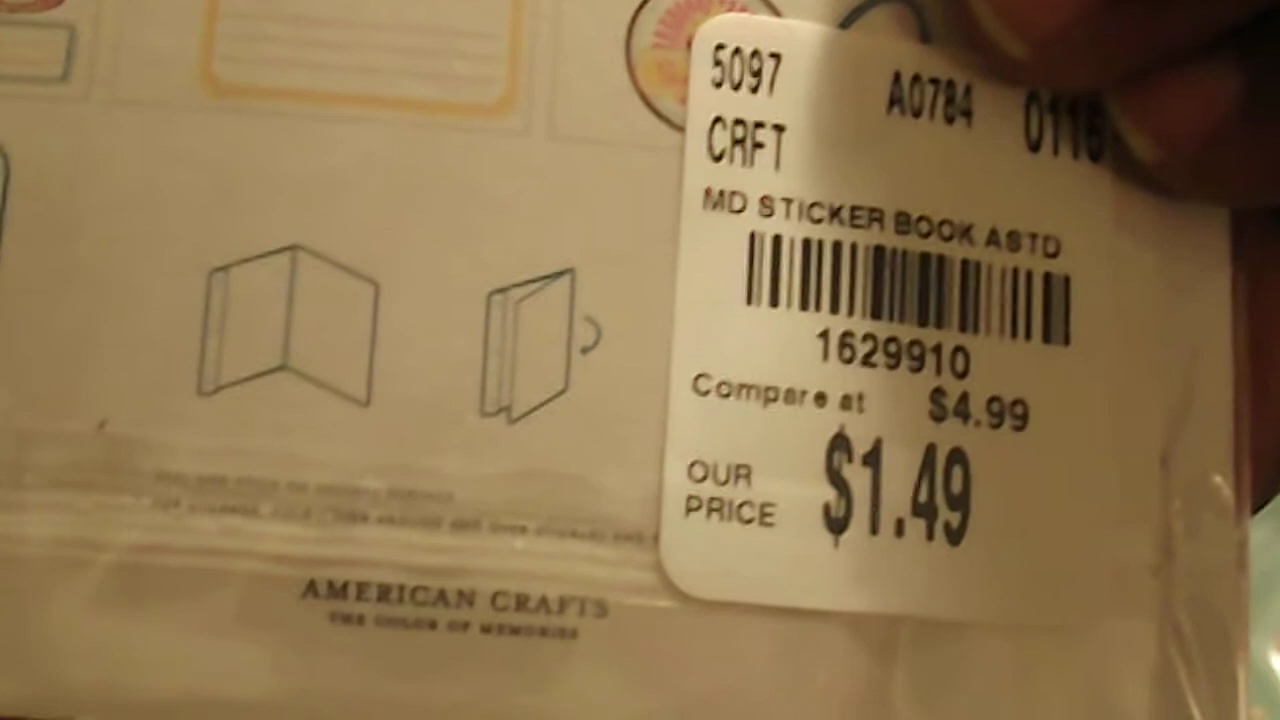 5097 A0784 0116
CRFT
MD STICKER BOOK ASTD
1629910
Compare at $4.99
OUR PRICE $1.49
AMERICAN CRAFTS
THE COLOR OF MEMORIES